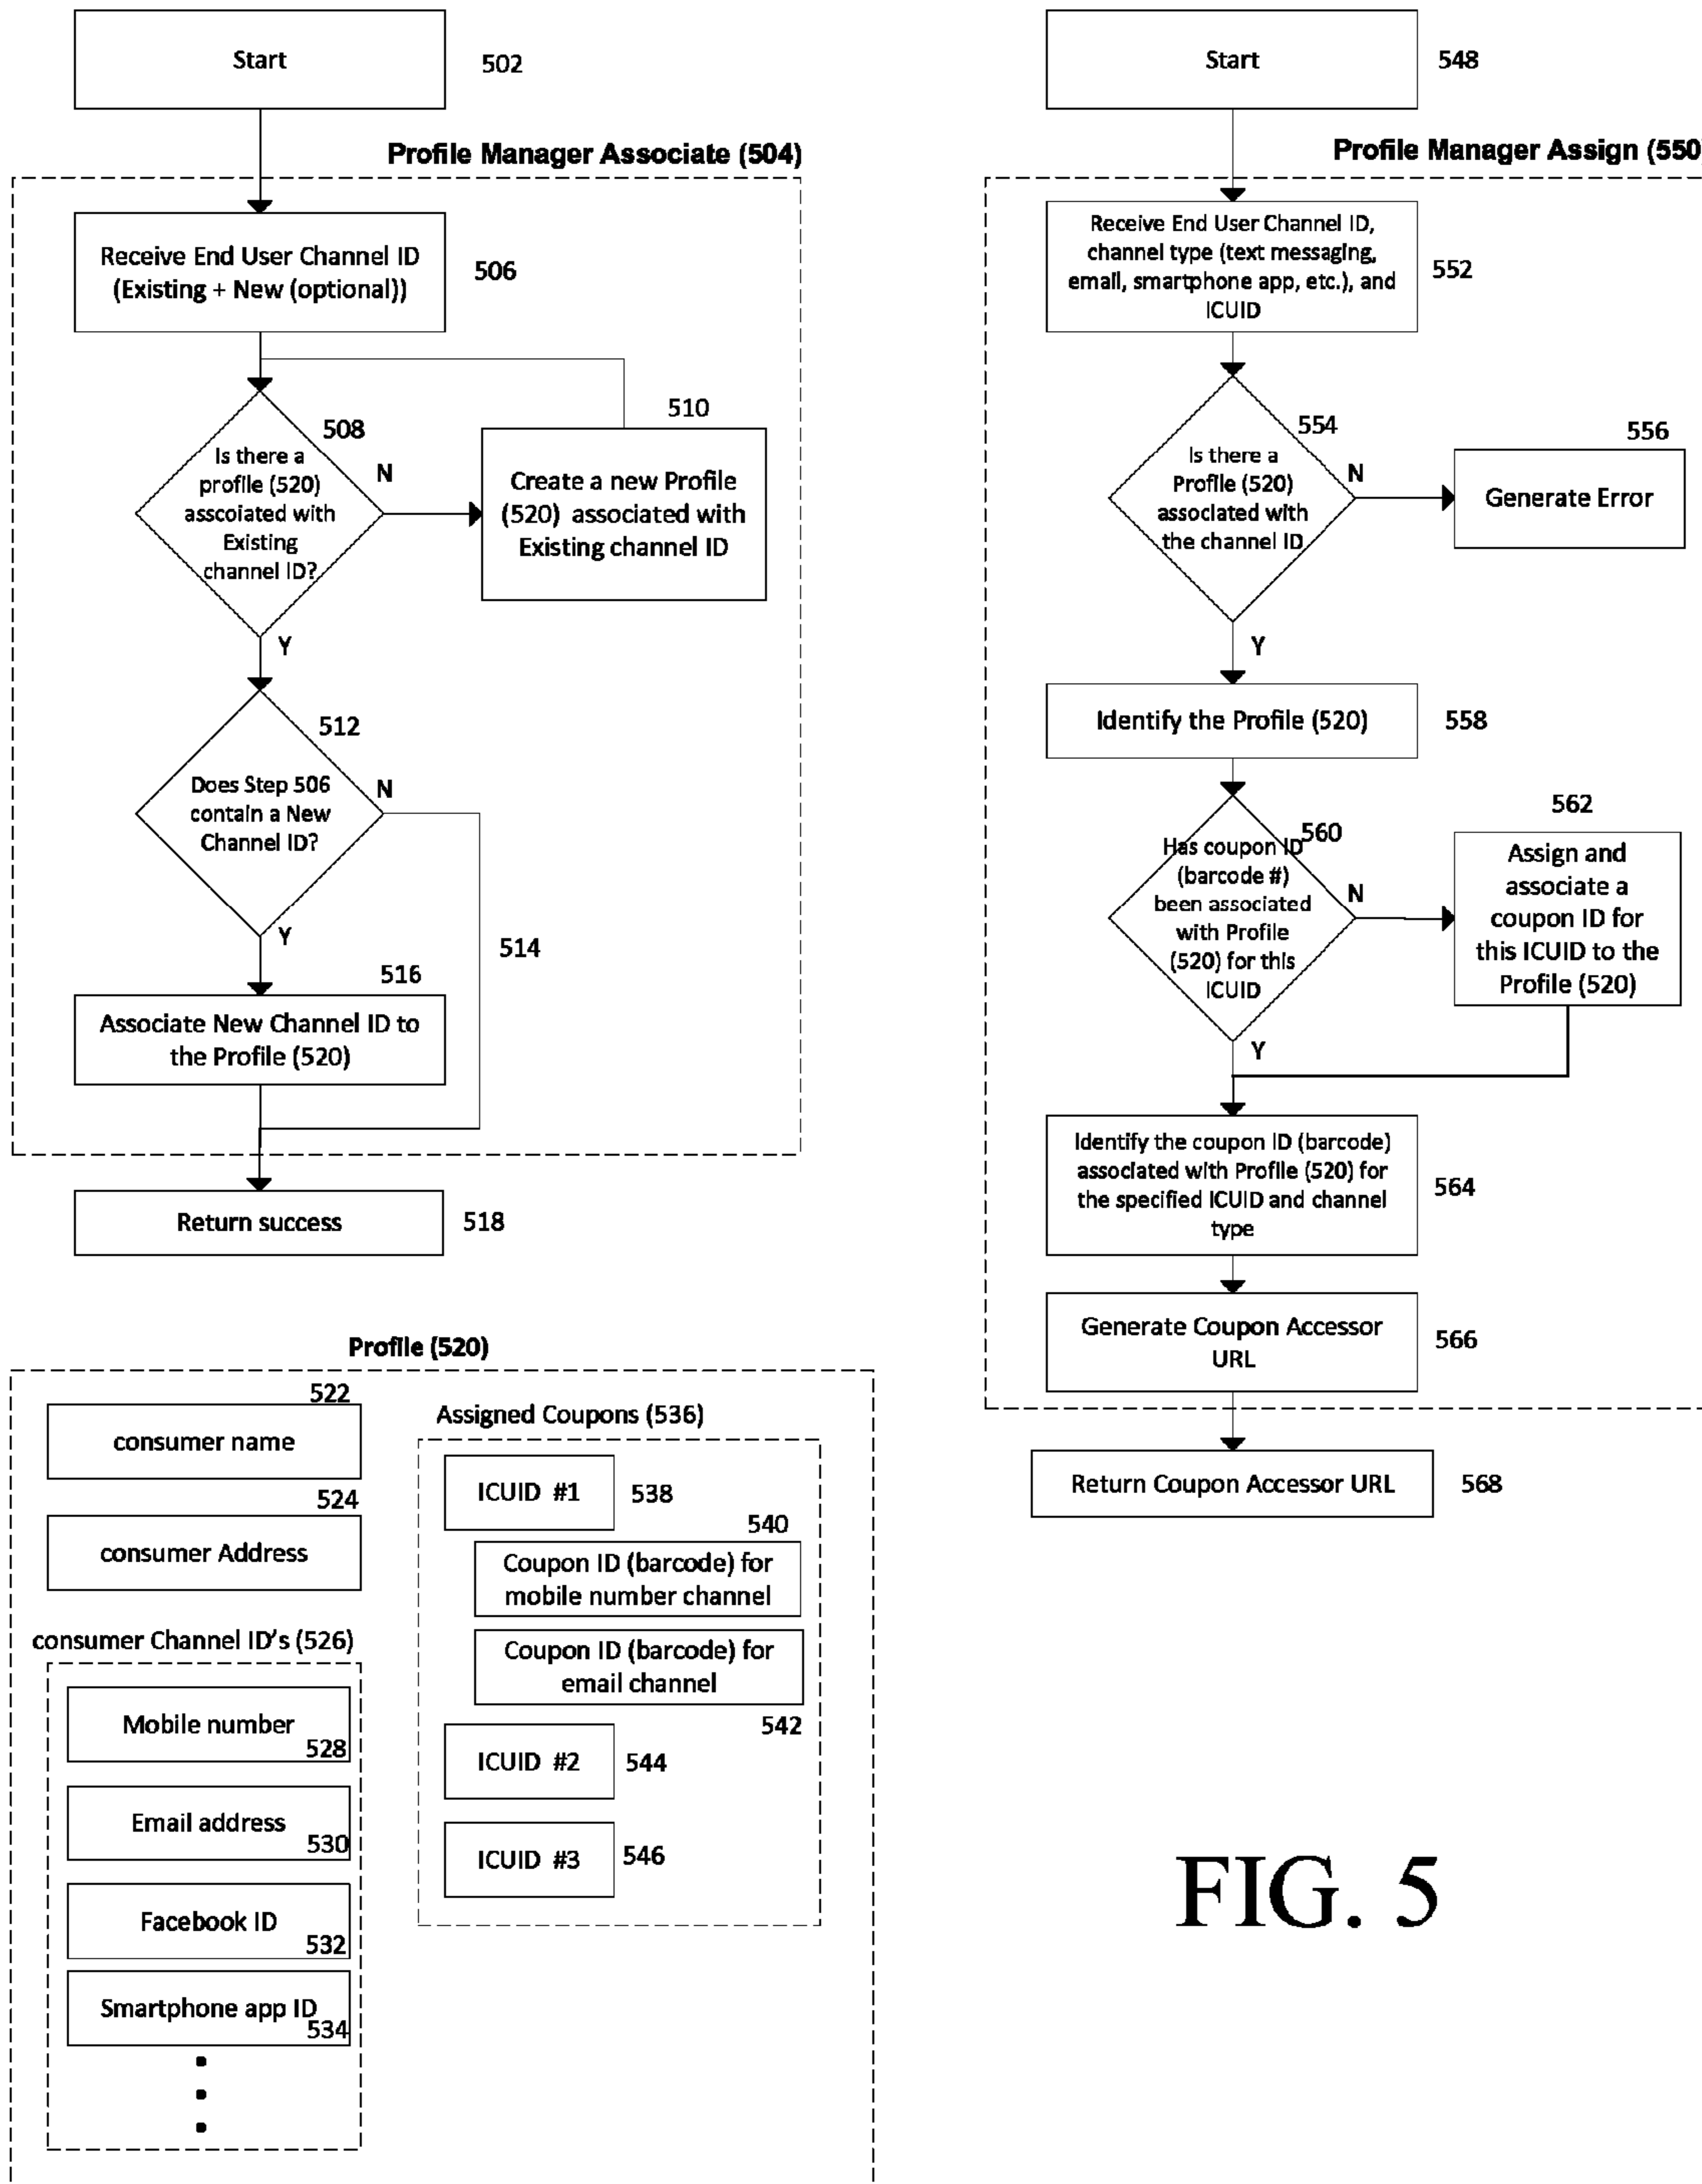 Start
502
Profile Manager Associate (504)
Receive End User Channel ID
(Existing + New (optional))
506
508
Is there a
profile (520)
asscoiated with
Existing
channel ID?
N
510
Create a new Profile
(520) associated with
Existing channel ID
Y
512
Does Step 506
contain a New
Channel ID?
N
Y
514
516
Associate New Channel ID to
the Profile (520)
Return success
518
Start
548
Profile Manager Assign (550
Receive End User Channel ID,
channel type (text messaging,
email, smartphone app, etc.), and
ICUID
552
554
Is there a
Profile (520)
associated with
the channel ID
N
556
Generate Error
Y
Identify the Profile (520)
558
560
Has coupon ID
(barcode #)
been associated
with Profile
(520) for this
ICUID
N
562
Assign and
associate a
coupon ID for
this ICUID to the
Profile (520)
Y
Identify the coupon ID (barcode)
associated with Profile (520) for
the specified ICUID and channel
type
564
Generate Coupon Accessor
URL
566
Return Coupon Accessor URL
568
Profile (520)
522
consumer name
524
consumer Address
consumer Channel ID's (526)
Mobile number
528
Email address
530
Facebook ID
532
Smartphone app ID
534
Assigned Coupons (536)
ICUID #1
538
540
Coupon ID (barcode) for
mobile number channel
Coupon ID (barcode) for
email channel
542
ICUID #2
544
ICUID #3
546
FIG. 5